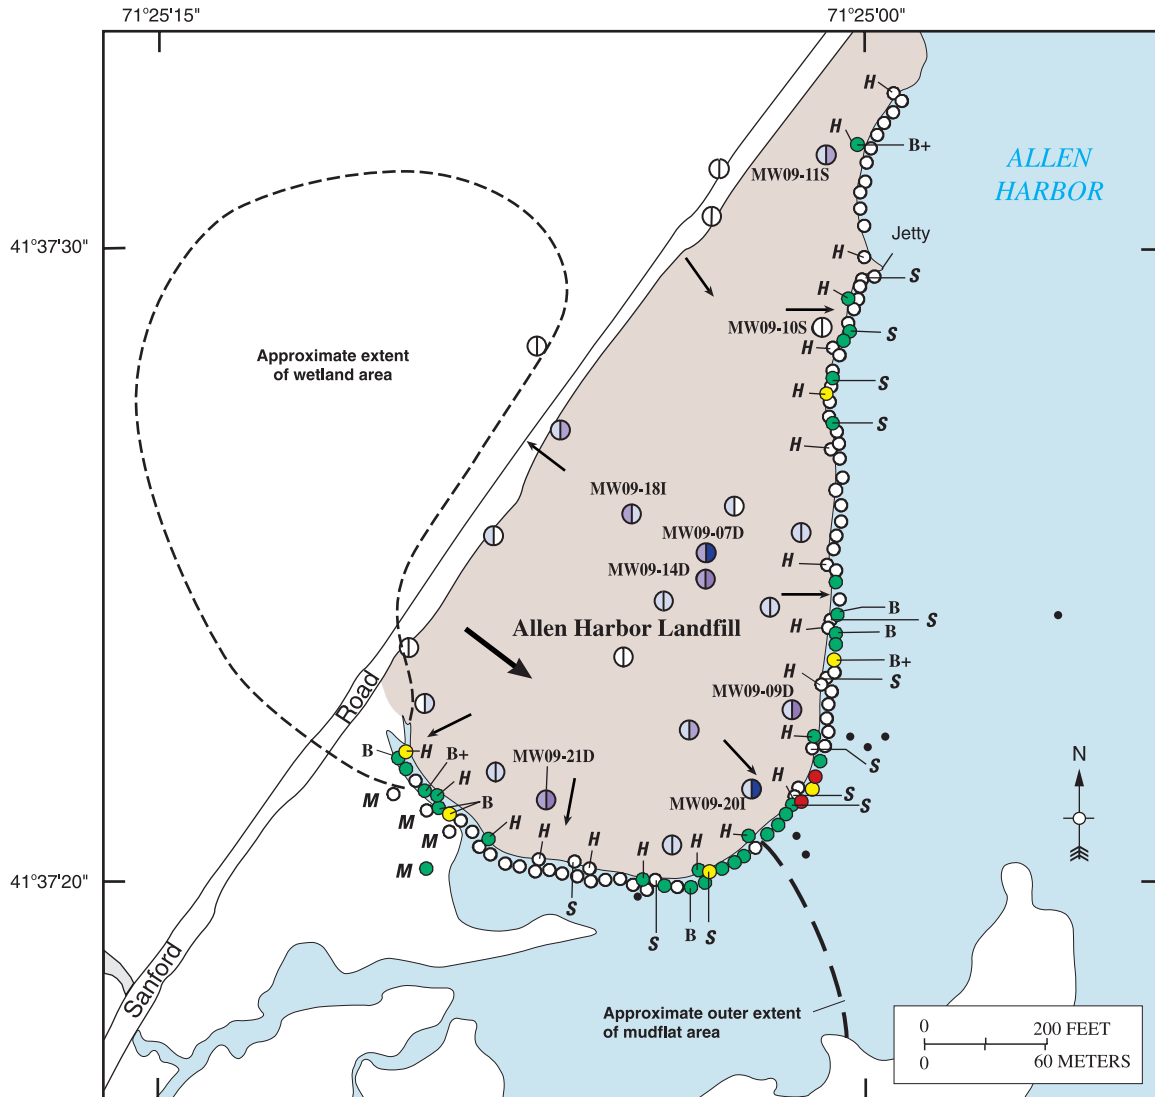 71°25'15"
71°25'00"
H
ALLEN
HARBOR
H
B+
MW09-11S
41°37'30"
Jetty
H
S
H
MW09-10S
S
H
Approximate extent
of wetland area
S
H
S
H
MW09-18I
MW09-07D
H
MW09-14D
B
S
Allen Harbor Landfill
H
B
B+
H
S
MW09-09D
Road
H
B
H
B+
MW09-21D
S
H
H
M
B
MW09-20I
S
S
N
M
H
H
H
H
M
H
H
M
41°37'20"
S
S
B
S
Sanford
Approximate outer extent
of mudflat area
0
200 FEET
0
60 METERS